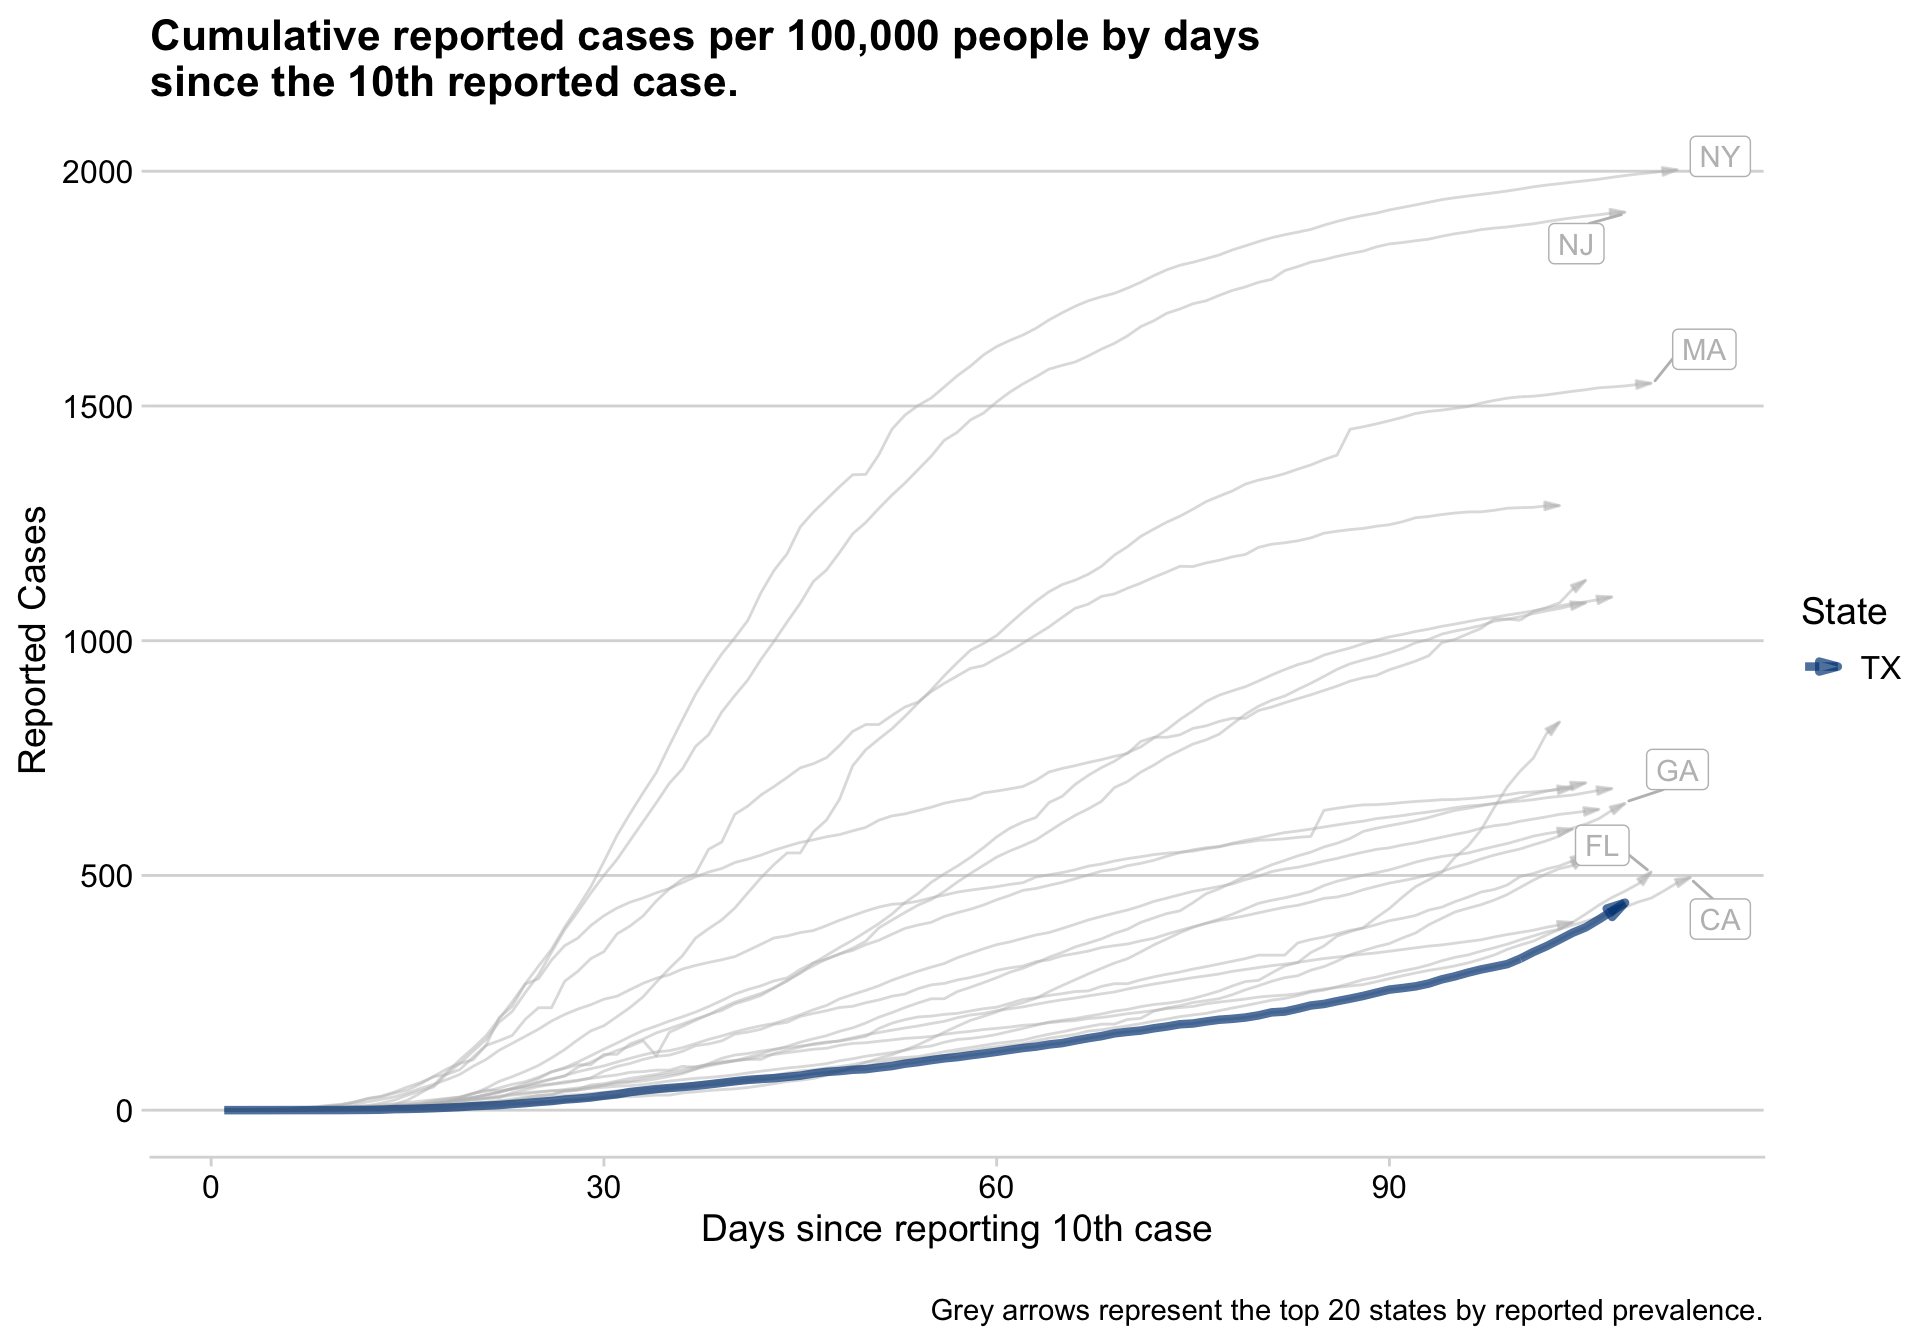 Cumulative reported cases per 100,000 people by days
since the 10th reported case.
2000
1500
1000
500
0
Reported Cases
NY
NJ
MA
GA
FL
CA
State
TX
0
30
60
90
Days since reporting 10th case
Grey arrows represent the top 20 states by reported prevalence.